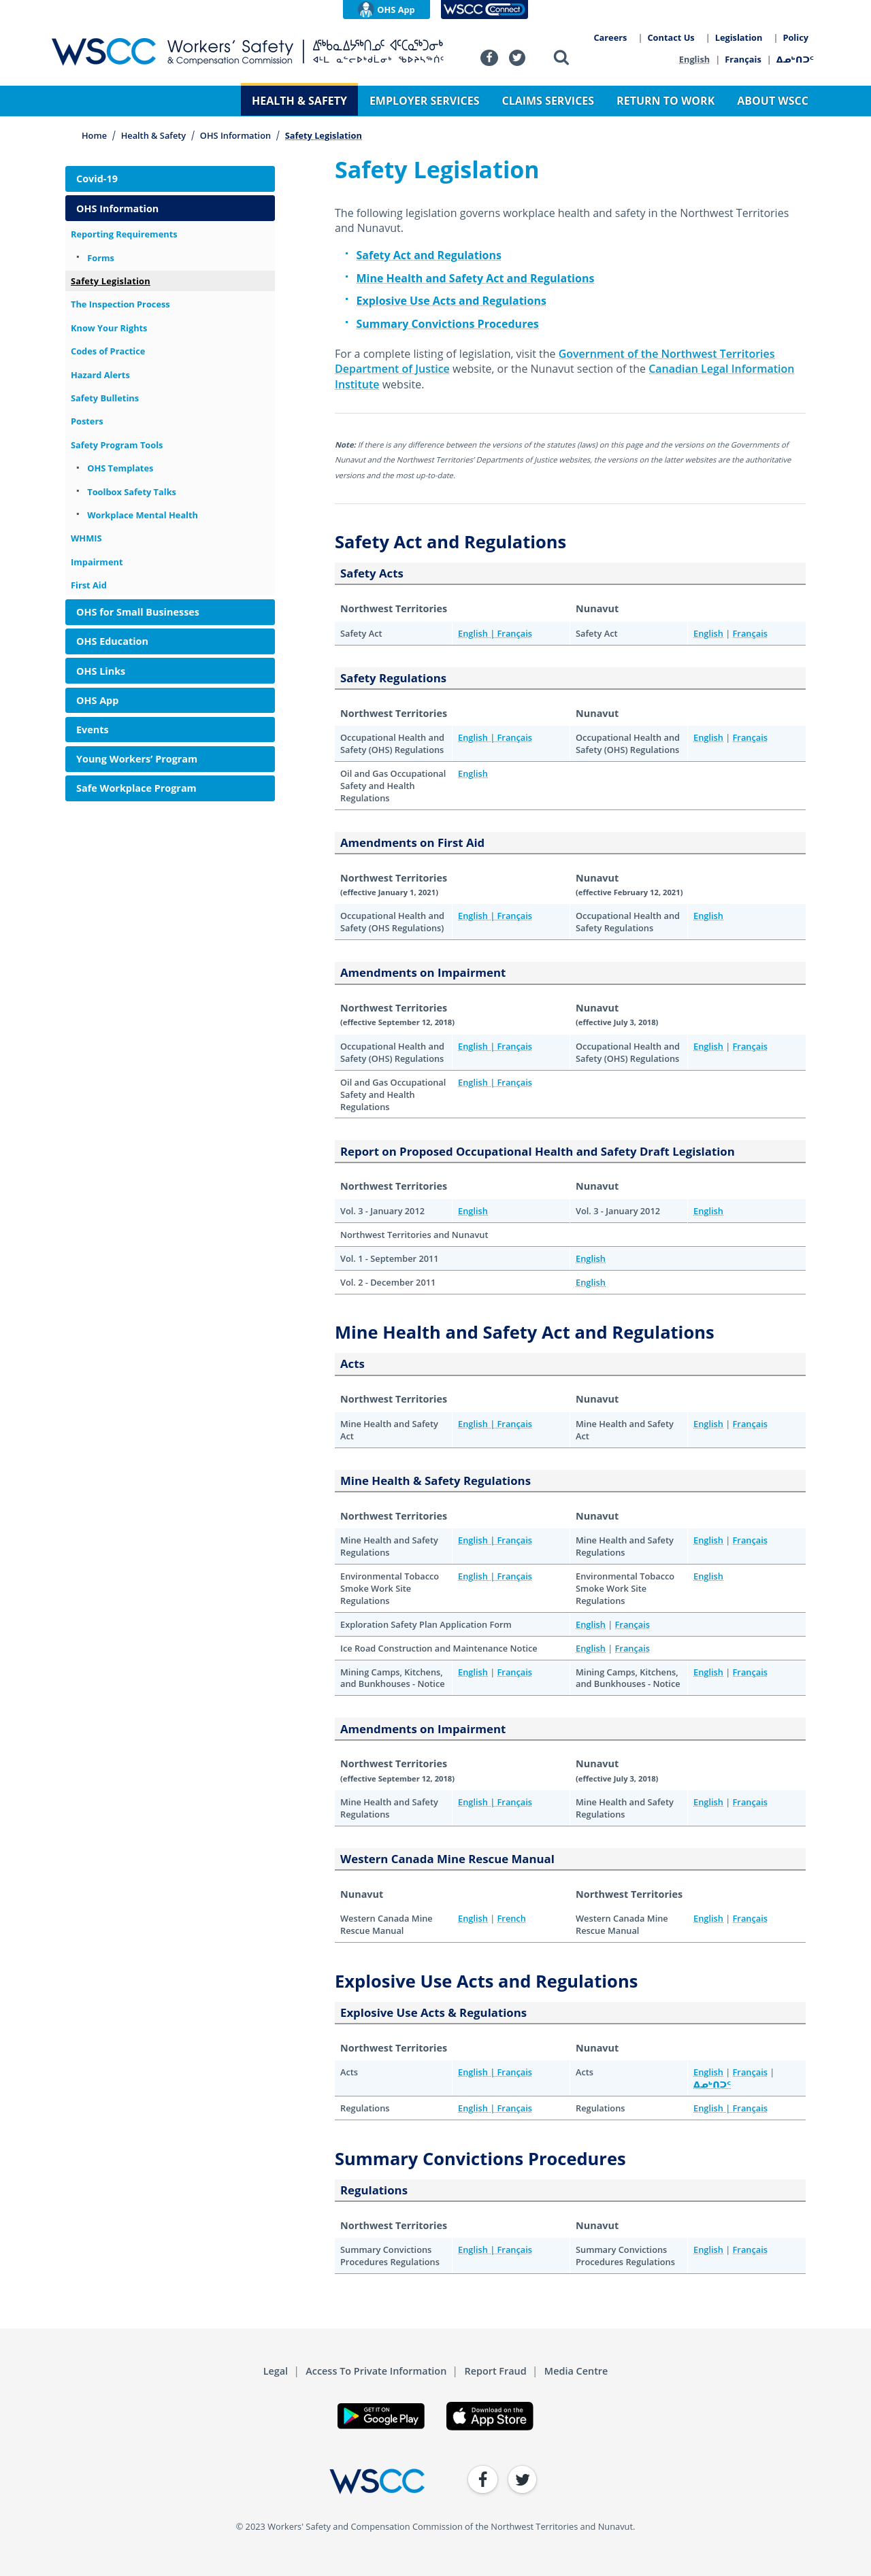 OHS App
WSCC Connect
WSCC Workers' Safety & Compensation Commission
Careers | Contact Us | Legislation | Policy
English | Français | ᐃᓄᒃᑎᑐᑦ
HEALTH & SAFETY EMPLOYER SERVICES CLAIMS SERVICES RETURN TO WORK ABOUT WSCC
Home / Health & Safety / OHS Information / Safety Legislation
Covid-19
OHS Information
Reporting Requirements
Forms
Safety Legislation
The Inspection Process
Know Your Rights
Codes of Practice
Hazard Alerts
Safety Bulletins
Posters
Safety Program Tools
OHS Templates
Toolbox Safety Talks
Workplace Mental Health
WHMIS
Impairment
First Aid
OHS for Small Businesses
OHS Education
OHS Links
OHS App
Events
Young Workers' Program
Safe Workplace Program
Safety Legislation
The following legislation governs workplace health and safety in the Northwest Territories
and Nunavut.
Safety Act and Regulations
Mine Health and Safety Act and Regulations
Explosive Use Acts and Regulations
Summary Convictions Procedures
For a complete listing of legislation, visit the Government of the Northwest Territories
Department of Justice website, or the Nunavut section of the Canadian Legal Information
Institute website.
Note: If there is any difference between the versions of the statutes (laws) on this page and the versions on the Governments of
Nunavut and the Northwest Territories' Departments of Justice websites, the versions on the latter websites are the authoritative
versions and the most up-to-date.
Safety Act and Regulations
Safety Acts
Northwest Territories Nunavut
Safety Act English | Français Safety Act English | Français
Safety Regulations
Northwest Territories Nunavut
Occupational Health and English | Français Occupational Health and English | Français
Safety (OHS) Regulations Safety (OHS) Regulations
Oil and Gas Occupational English
Safety and Health
Regulations
Amendments on First Aid
Northwest Territories Nunavut
(effective January 1, 2021) (effective February 12, 2021)
Occupational Health and English | Français Occupational Health and English
Safety (OHS Regulations) Safety Regulations
Amendments on Impairment
Northwest Territories Nunavut
(effective September 12, 2018) (effective July 3, 2018)
Occupational Health and English | Français Occupational Health and English | Français
Safety (OHS) Regulations Safety (OHS) Regulations
Oil and Gas Occupational English | Français
Safety and Health
Regulations
Report on Proposed Occupational Health and Safety Draft Legislation
Northwest Territories Nunavut
Vol. 3 - January 2012 English Vol. 3 - January 2012 English
Northwest Territories and Nunavut
Vol. 1 - September 2011 English
Vol. 2 - December 2011 English
Mine Health and Safety Act and Regulations
Acts
Northwest Territories Nunavut
Mine Health and Safety English | Français Mine Health and Safety English | Français
Act Act
Mine Health & Safety Regulations
Northwest Territories Nunavut
Mine Health and Safety English | Français Mine Health and Safety English | Français
Regulations Regulations
Environmental Tobacco English | Français Environmental Tobacco English
Smoke Work Site Smoke Work Site
Regulations Regulations
Exploration Safety Plan Application Form English | Français
Ice Road Construction and Maintenance Notice English | Français
Mining Camps, Kitchens, English | Français Mining Camps, Kitchens, English | Français
and Bunkhouses - Notice and Bunkhouses - Notice
Amendments on Impairment
Northwest Territories Nunavut
(effective September 12, 2018) (effective July 3, 2018)
Mine Health and Safety English | Français Mine Health and Safety English | Français
Regulations Regulations
Western Canada Mine Rescue Manual
Nunavut Northwest Territories
Western Canada Mine English | French Western Canada Mine English | Français
Rescue Manual Rescue Manual
Explosive Use Acts and Regulations
Explosive Use Acts & Regulations
Northwest Territories Nunavut
Acts English | Français Acts English | Français |
ᐃᓄᒃᑎᑐᑦ
Regulations English | Français Regulations English | Français
Summary Convictions Procedures
Regulations
Northwest Territories Nunavut
Summary Convictions English | Français Summary Convictions English | Français
Procedures Regulations Procedures Regulations
Legal | Access To Private Information | Report Fraud | Media Centre
GET IT ON Google Play Download on the App Store
WSCC
© 2023 Workers' Safety and Compensation Commission of the Northwest Territories and Nunavut.